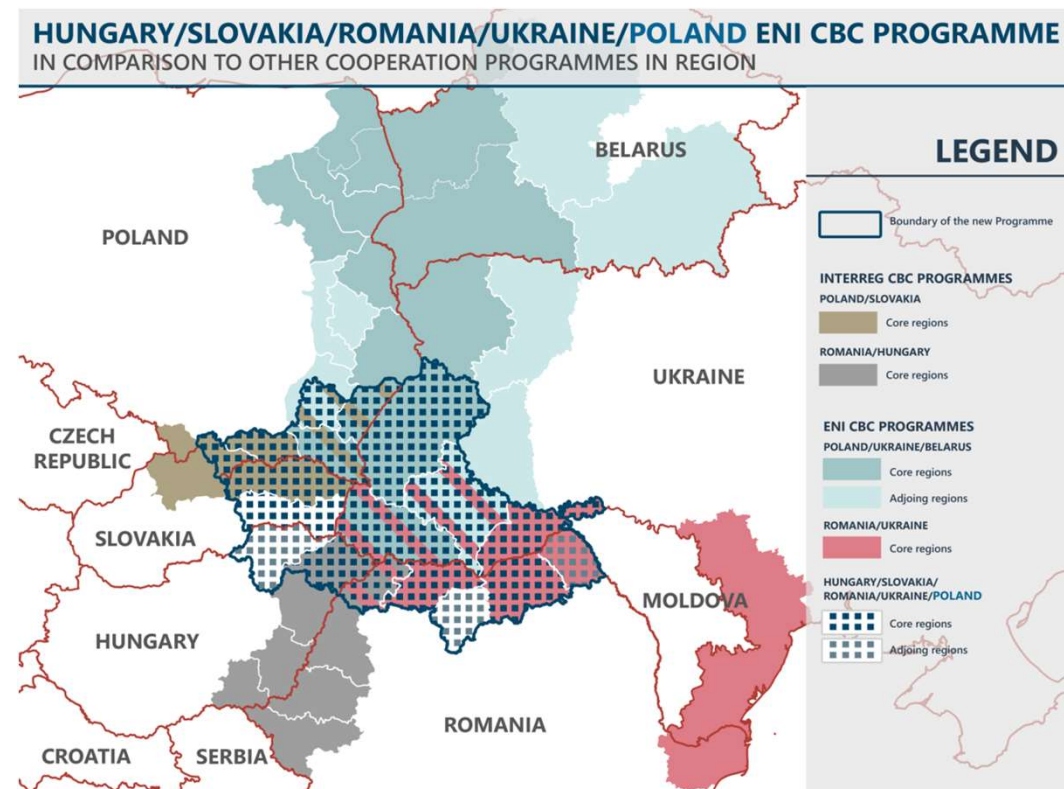 HUNGARY/SLOVAKIA/ROMANIA/UKRAINE/POLAND ENI CBC PROGRAMME
IN COMPARISON TO OTHER COOPERATION PROGRAMMES IN REGION
BELARUS
POLAND
UKRAINE
CZECH
REPUBLIC
SLOVAKIA
MOLDOVA
HUNGARY
ROMANIA
CROATIA
SERBIA
LEGEND
Boundary of the new Programme
INTERREG CBC PROGRAMMES
POLAND/SLOVAKIA
Core regions
ROMANIA/HUNGARY
Core regions
ENI CBC PROGRAMMES
POLAND/UKRAINE/BELARUS
Core regions
Adjoing regions
ROMANIA/UKRAINE
Core regions
HUNGARY/SLOVAKIA/
ROMANIA/UKRAINE/POLAND
Core regions
Adjoing regions